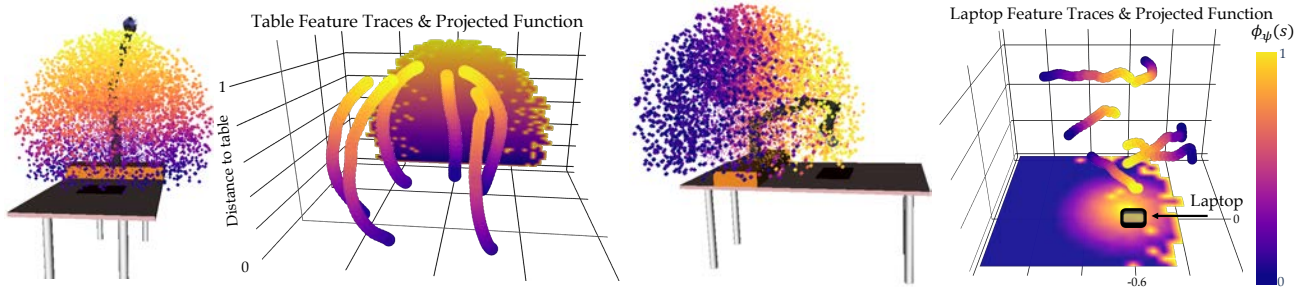 Table Feature Traces & Projected Function
1
Distance to table
0
Laptop Feature Traces & Projected Function
ϕψ(s)
1
Laptop
0
-0.6
0